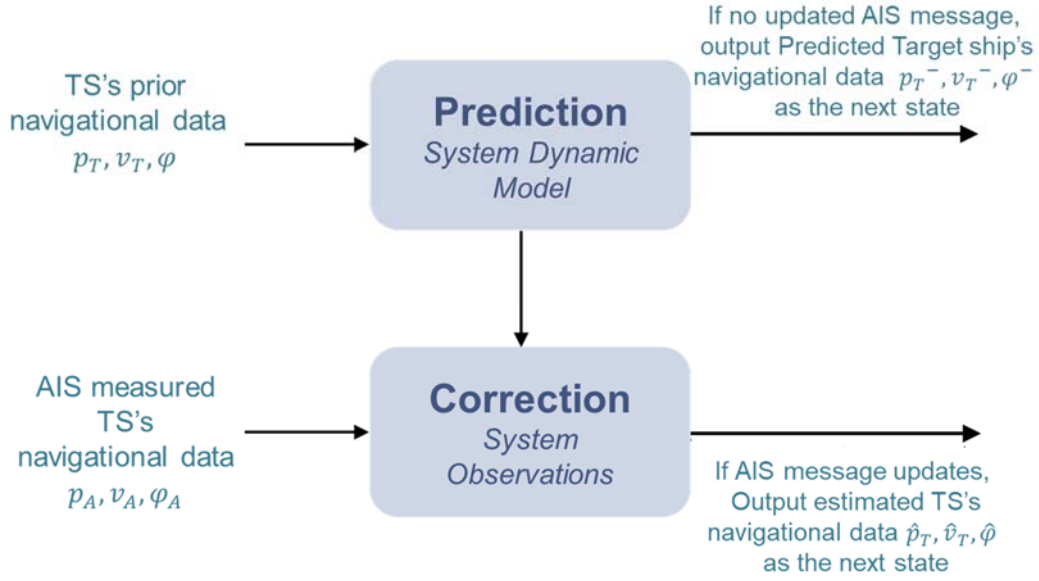 TS's prior
navigational data
p_T, v_T, φ
Prediction
System Dynamic
Model
If no updated AIS message,
output Predicted Target ship's
navigational data p_T⁻, v_T⁻, φ⁻
as the next state
AIS measured
TS's
navigational data
p_A, v_A, φ_A
Correction
System
Observations
If AIS message updates,
Output estimated TS's
navigational data p̂_T, v̂_T, φ̂
as the next state